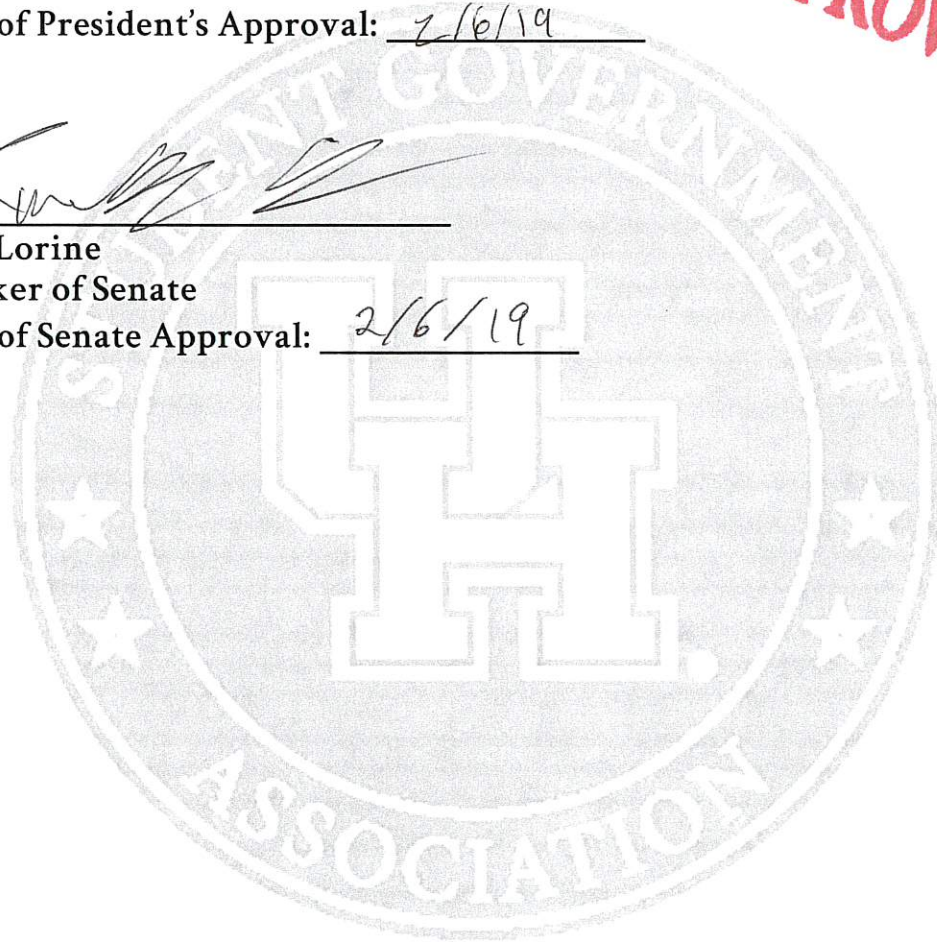 of President's Approval: 2/6/19
Lorine
ker of Senate
of Senate Approval: 2/6/19
STUDENT GOVERNMENT
UH
ASSOCIATION